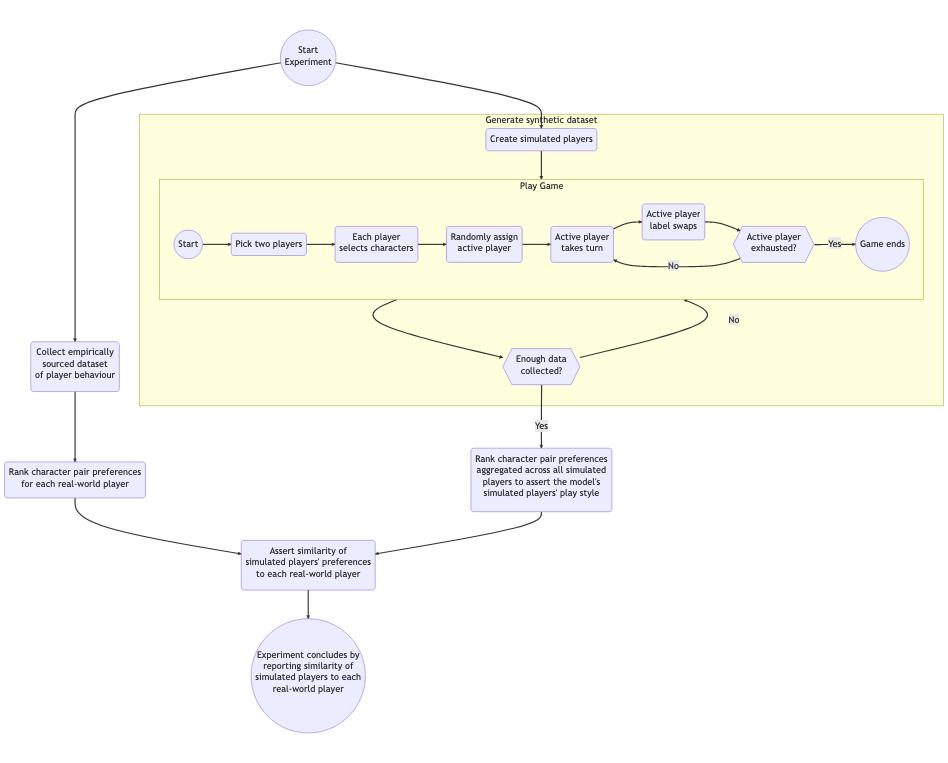 Start
Experiment
Generate synthetic dataset
Create simulated players
Play Game
Start
Pick two players
Each player
selects characters
Randomly assign
active player
Active player
takes turn
Active player
label swaps
Active player
exhausted?
Yes
Game ends
No
No
Enough data
collected?
Collect empirically
sourced dataset
of player behaviour
Yes
Rank character pair preferences
for each real-world player
Rank character pair preferences
aggregated across all simulated
players to assert the model's
simulated players' play style
Assert similarity of
simulated players' preferences
to each real-world player
Experiment concludes by
reporting similarity of
simulated players to each
real-world player